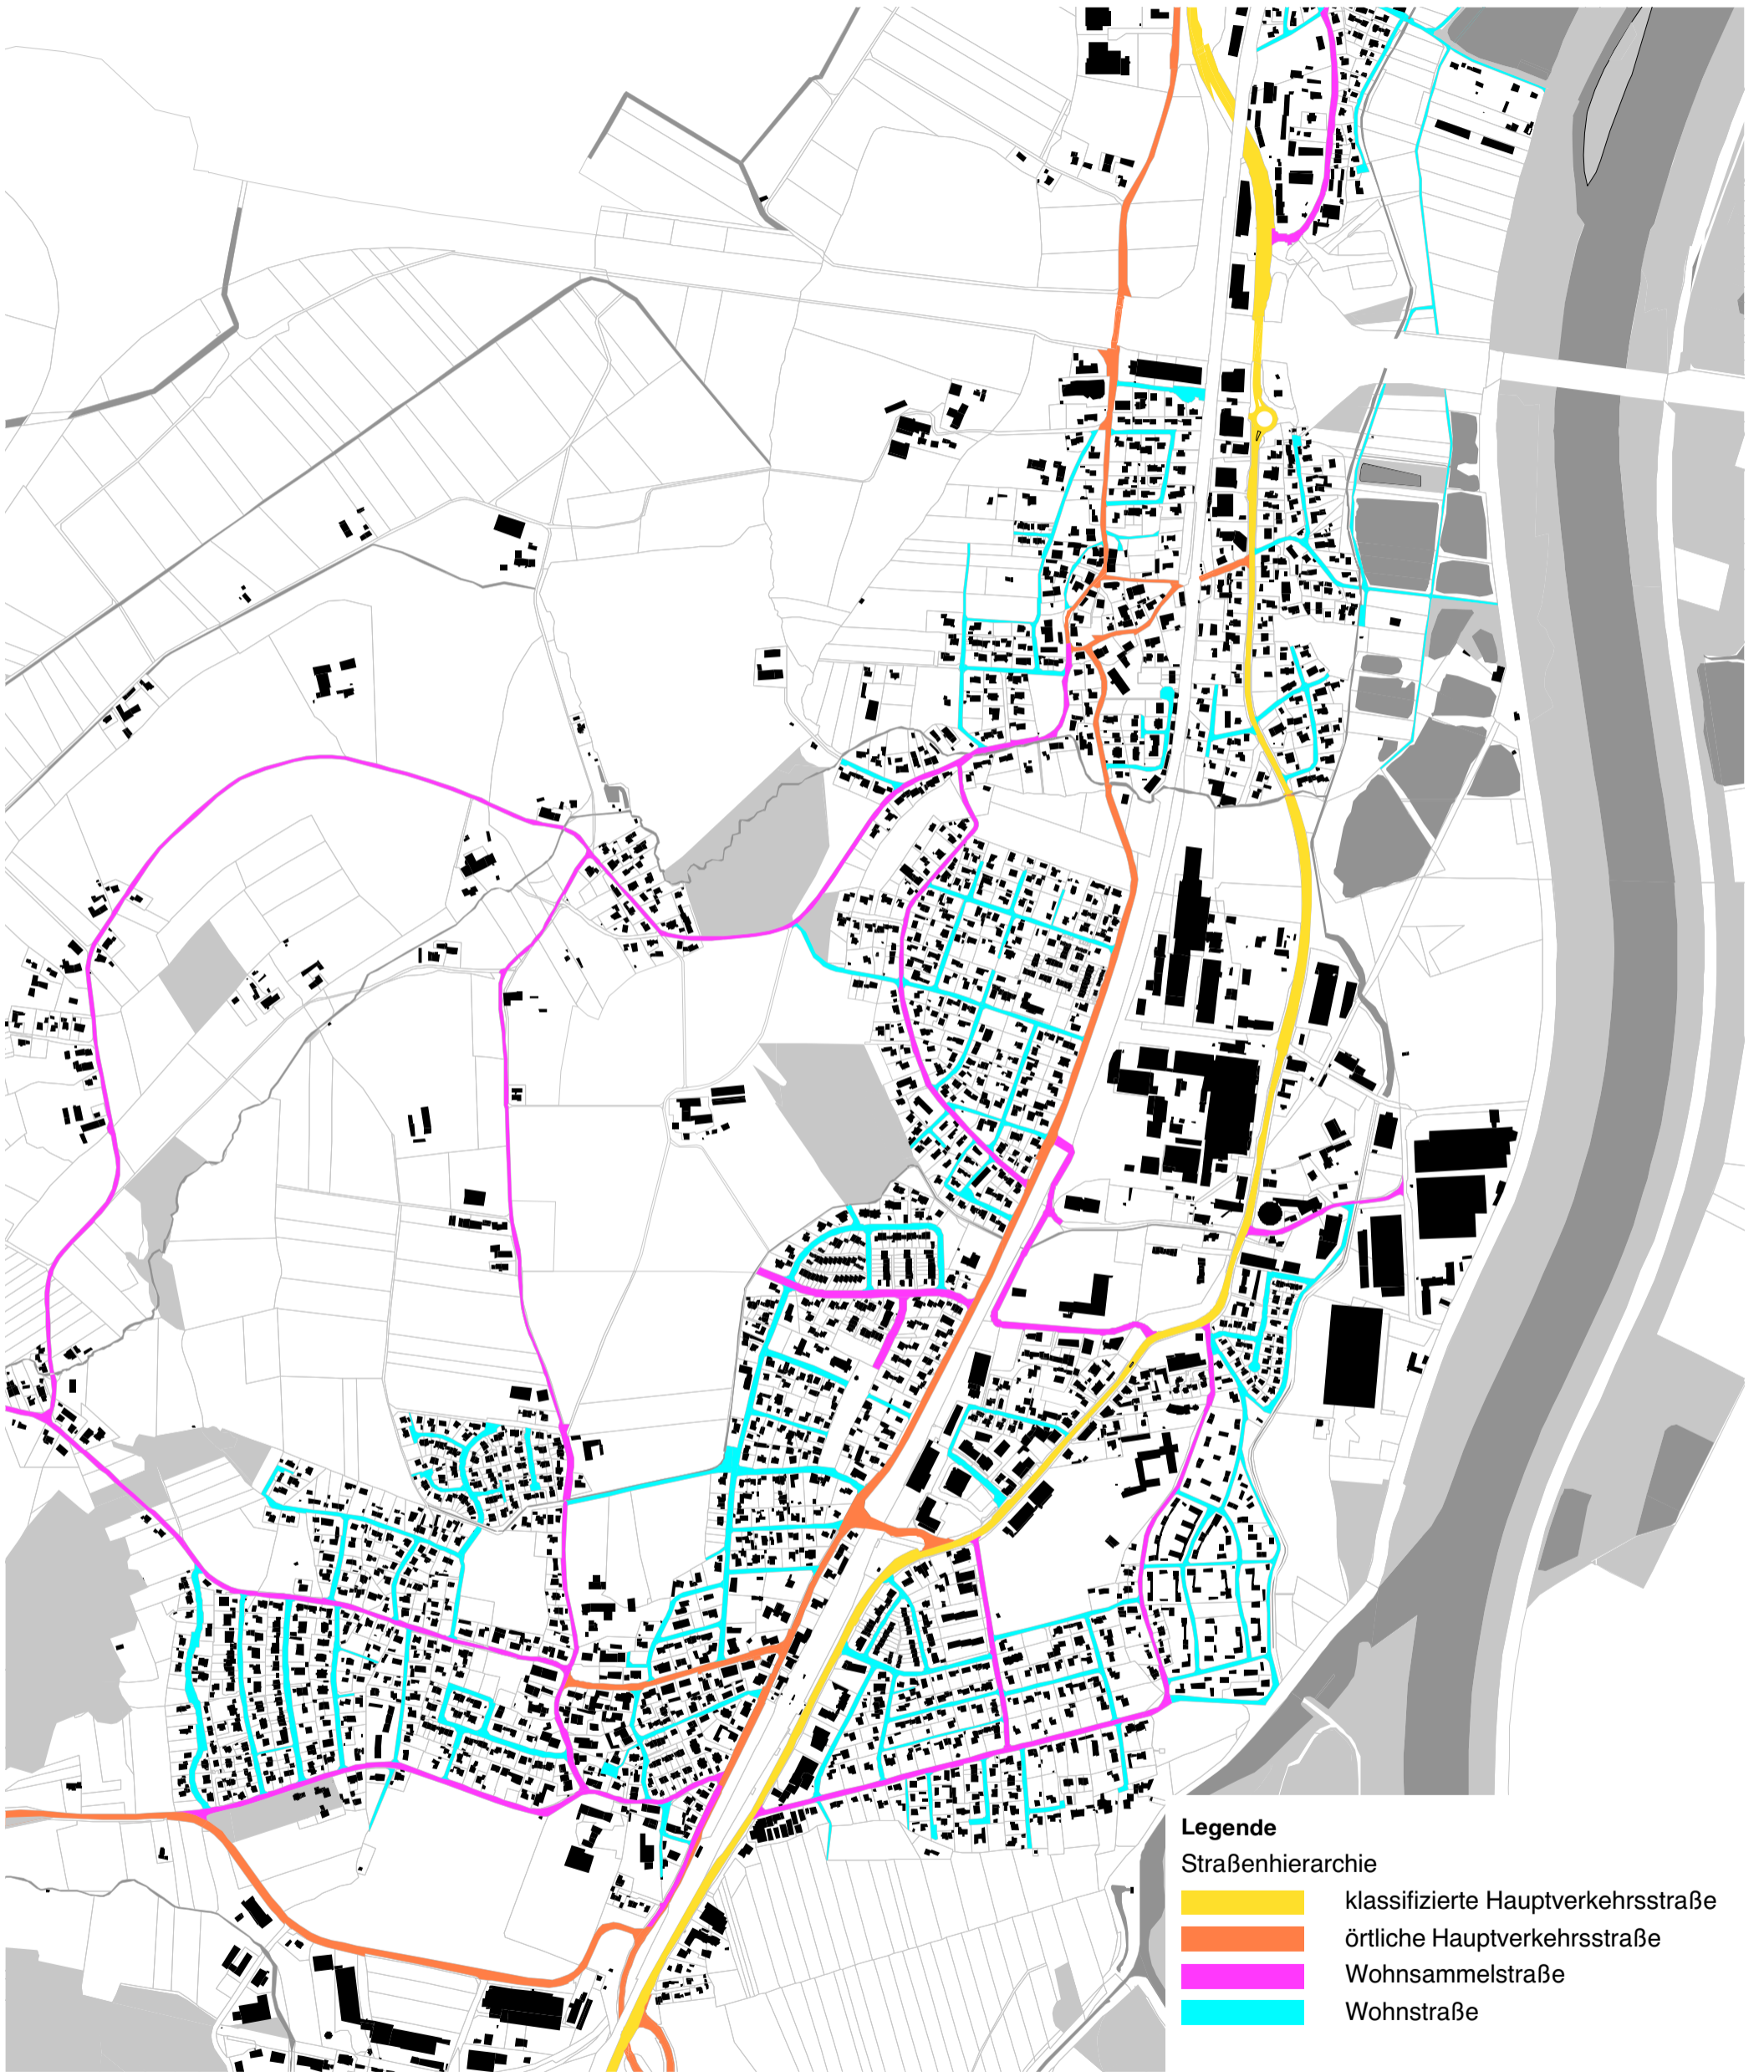 Legende
Straßenhierarchie
klassifizierte Hauptverkehrsstraße
örtliche Hauptverkehrsstraße
Wohnsammelstraße
Wohnstraße